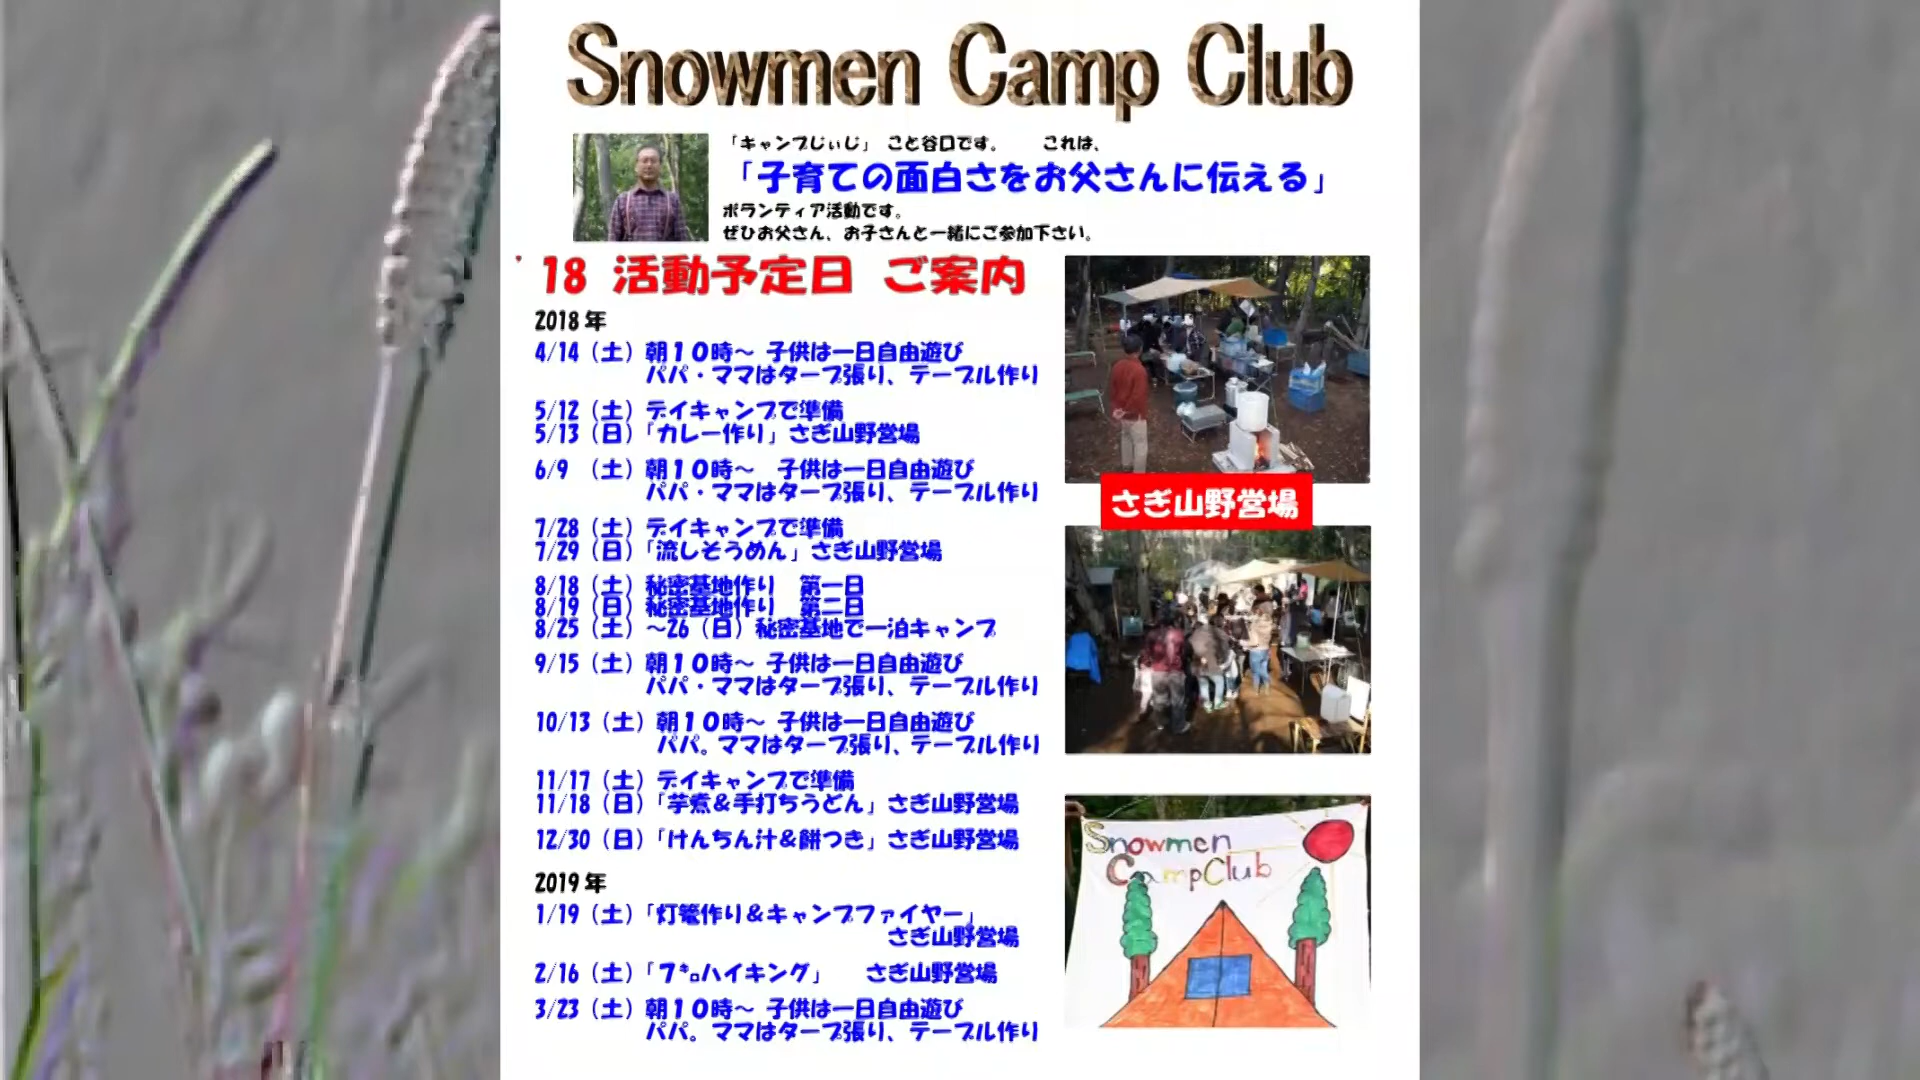 Snowmen Camp Club
「キャンプじぃじ」 こと谷口です。 これは、
「子育ての面白さをお父さんに伝える」
ボランティア活動です。
ぜひお父さん、お子さんと一緒にご参加下さい。
'18 活動予定日 ご案内
2018年
4/14（土）朝１０時～ 子供は一日自由遊び
パパ・ママはタープ張り、テーブル作り
5/12（土）デイキャンプで準備
5/13（日）「カレー作り」さぎ山野営場
6/9 （土）朝１０時～ 子供は一日自由遊び
パパ・ママはタープ張り、テーブル作り
7/28（土）デイキャンプで準備
7/29（日）「流しそうめん」さぎ山野営場
8/18（土）秘密基地作り 第一日
8/19（日）秘密基地作り 第二日
8/25（土）～26（日）秘密基地で一泊キャンプ
9/15（土）朝１０時～ 子供は一日自由遊び
パパ・ママはタープ張り、テーブル作り
10/13（土）朝１０時～ 子供は一日自由遊び
パパ。ママはタープ張り、テーブル作り
11/17（土）デイキャンプで準備
11/18（日）「芋煮＆手打ちうどん」さぎ山野営場
12/30（日）「けんちん汁＆餅つき」さぎ山野営場
2019年
1/19（土）「灯篭作り＆キャンプファイヤー」
さぎ山野営場
2/16（土）「7㌔ハイキング」 さぎ山野営場
3/23（土）朝１０時～ 子供は一日自由遊び
パパ。ママはタープ張り、テーブル作り
さぎ山野営場
Snowmen
CampClub